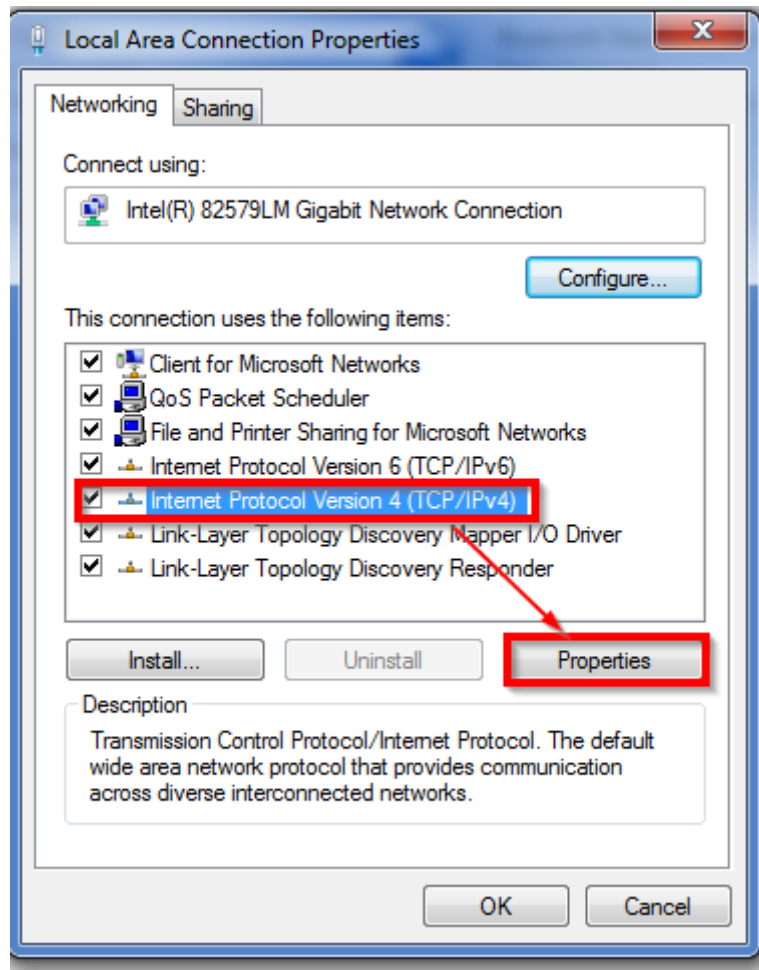 Local Area Connection Properties
Networking
Sharing
Connect using:
Intel(R) 82579LM Gigabit Network Connection
Configure...
This connection uses the following items:
Client for Microsoft Networks
QoS Packet Scheduler
File and Printer Sharing for Microsoft Networks
Internet Protocol Version 6 (TCP/IPv6)
Internet Protocol Version 4 (TCP/IPv4)
Link-Layer Topology Discovery Mapper I/O Driver
Link-Layer Topology Discovery Responder
Install...
Uninstall
Properties
Description
Transmission Control Protocol/Internet Protocol. The default
wide area network protocol that provides communication
across diverse interconnected networks.
OK
Cancel